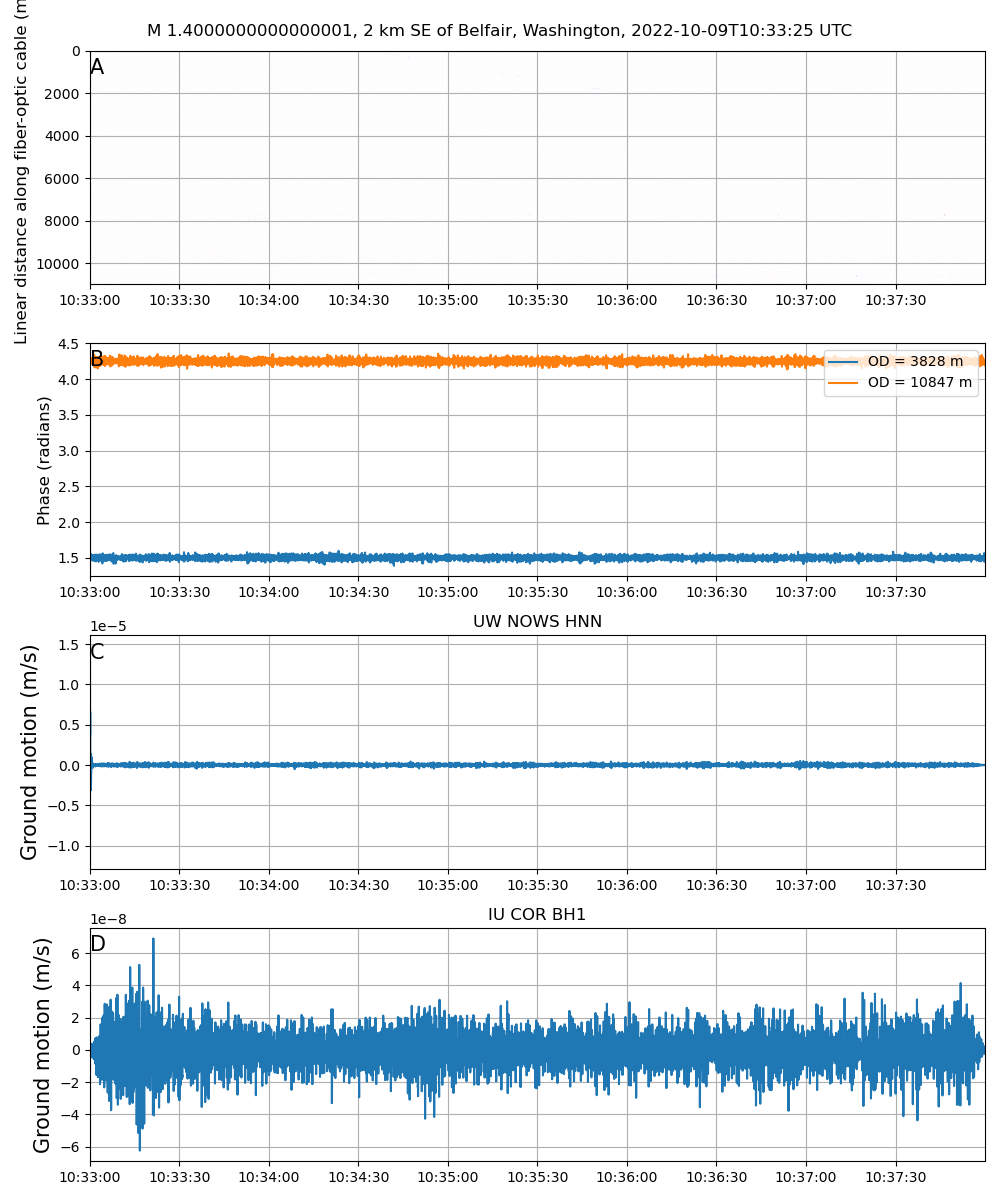 M 1.4000000000000001, 2 km SE of Belfair, Washington, 2022-10-09T10:33:25 UTC
A
Linear distance along fiber-optic cable (m
0
2000
4000
6000
8000
10000
10:33:00 10:33:30 10:34:00 10:34:30 10:35:00 10:35:30 10:36:00 10:36:30 10:37:00 10:37:30
B
Phase (radians)
4.5
4.0
3.5
3.0
2.5
2.0
1.5
OD = 3828 m
OD = 10847 m
10:33:00 10:33:30 10:34:00 10:34:30 10:35:00 10:35:30 10:36:00 10:36:30 10:37:00 10:37:30
UW NOWS HNN
1e−5
C
Ground motion (m/s)
1.5
1.0
0.5
0.0
−0.5
−1.0
10:33:00 10:33:30 10:34:00 10:34:30 10:35:00 10:35:30 10:36:00 10:36:30 10:37:00 10:37:30
IU COR BH1
1e−8
D
Ground motion (m/s)
6
4
2
0
−2
−4
−6
10:33:00 10:33:30 10:34:00 10:34:30 10:35:00 10:35:30 10:36:00 10:36:30 10:37:00 10:37:30